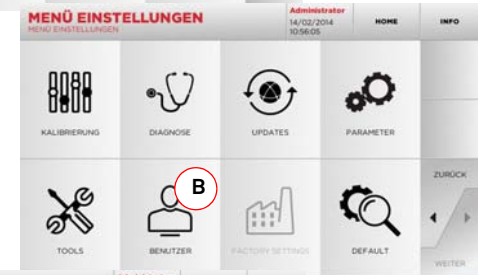 MENÜ EINSTELLUNGEN
MENÜ EINSTELLUNGEN
Administrator
14/02/2014
10:56:05
HOME
INFO
KALIBRIERUNG
DIAGNOSE
UPDATES
PARAMETER
ZURÜCK
B
TOOLS
BENUTZER
FACTORY SETTINGS
DEFAULT
WEITER